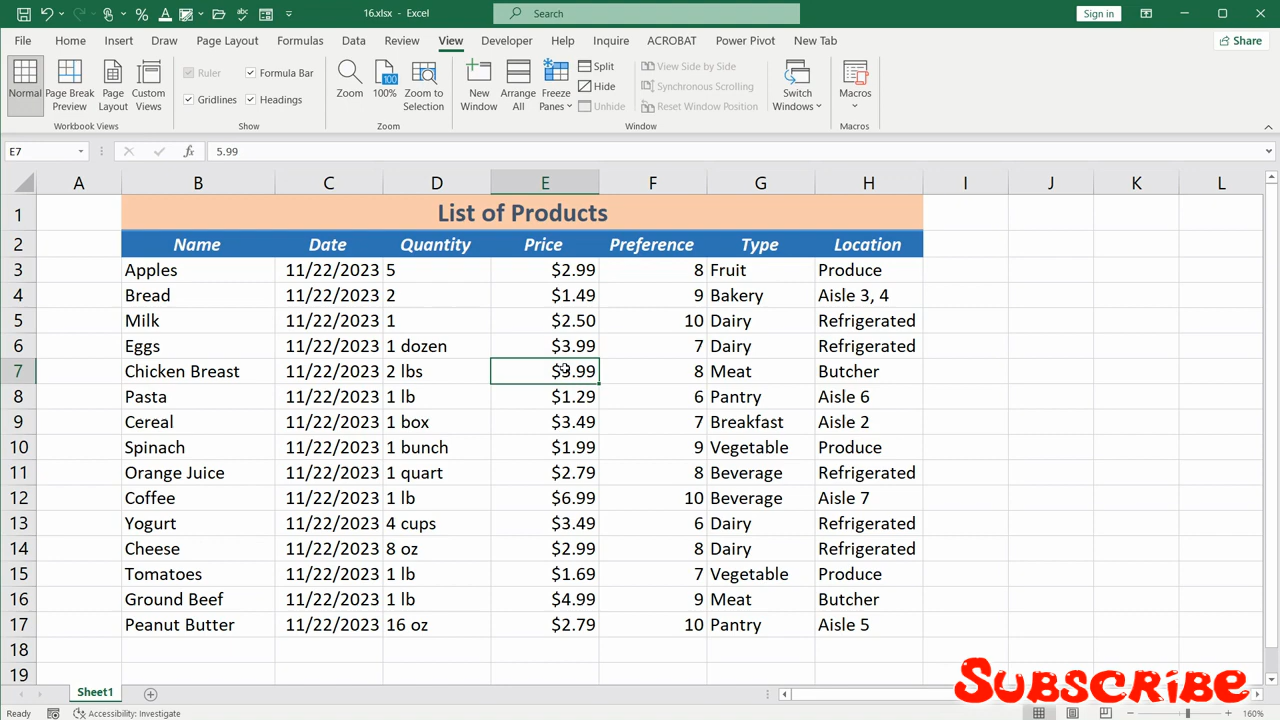 16.xlsx - Excel
Search
Sign in
File Home Insert Draw Page Layout Formulas Data Review View Developer Help Inquire ACROBAT Power Pivot New Tab Share
Normal
Page Break Preview
Page Layout
Custom Views
Workbook Views
Ruler
Formula Bar
Gridlines
Headings
Show
Zoom
100
100%
Zoom to Selection
Zoom
New Window
Arrange All
Freeze Panes
Split
Hide
Unhide
View Side by Side
Synchronous Scrolling
Reset Window Position
Window
Switch Windows
Macros
Macros
E7 fx 5.99
A B C D E F G H I J K L
1 List of Products
2 Name Date Quantity Price Preference Type Location
3 Apples 11/22/2023 5 $2.99 8 Fruit Produce
4 Bread 11/22/2023 2 $1.49 9 Bakery Aisle 3, 4
5 Milk 11/22/2023 1 $2.50 10 Dairy Refrigerated
6 Eggs 11/22/2023 1 dozen $3.99 7 Dairy Refrigerated
7 Chicken Breast 11/22/2023 2 lbs 8 Meat Butcher
8 Pasta 11/22/2023 1 lb $1.29 6 Pantry Aisle 6
9 Cereal 11/22/2023 1 box $3.49 7 Breakfast Aisle 2
10 Spinach 11/22/2023 1 bunch $1.99 9 Vegetable Produce
11 Orange Juice 11/22/2023 1 quart $2.79 8 Beverage Refrigerated
12 Coffee 11/22/2023 1 lb $6.99 10 Beverage Aisle 7
13 Yogurt 11/22/2023 4 cups $3.49 6 Dairy Refrigerated
14 Cheese 11/22/2023 8 oz $2.99 8 Dairy Refrigerated
15 Tomatoes 11/22/2023 1 lb $1.69 7 Vegetable Produce
16 Ground Beef 11/22/2023 1 lb $4.99 9 Meat Butcher
17 Peanut Butter 11/22/2023 16 oz $2.79 10 Pantry Aisle 5
18
19
Subscribe
Sheet1
Ready Accessibility: Investigate 160%